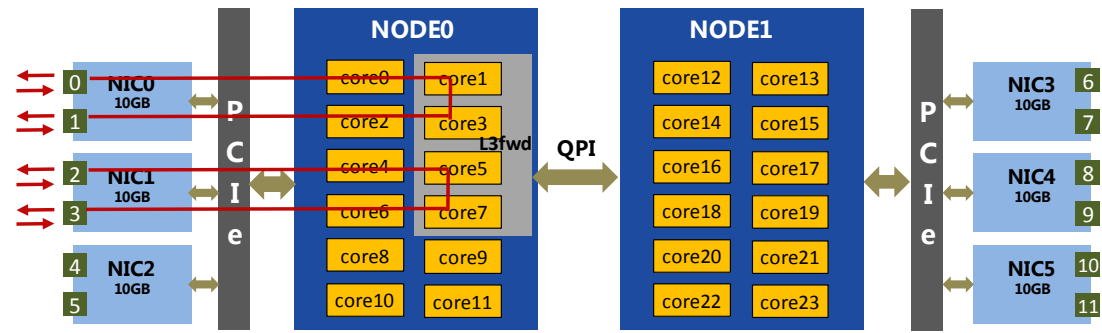 NODE0
NODE1
0
NIC0
10GB
1
2
NIC1
10GB
3
4
NIC2
10GB
5
PCIe
core0
core1
core2
core3
L3fwd
core4
core5
core6
core7
core8
core9
core10
core11
QPI
core12
core13
core14
core15
core16
core17
core18
core19
core20
core21
core22
core23
PCIe
NIC3
10GB
6
7
NIC4
10GB
8
9
NIC5
10GB
10
11